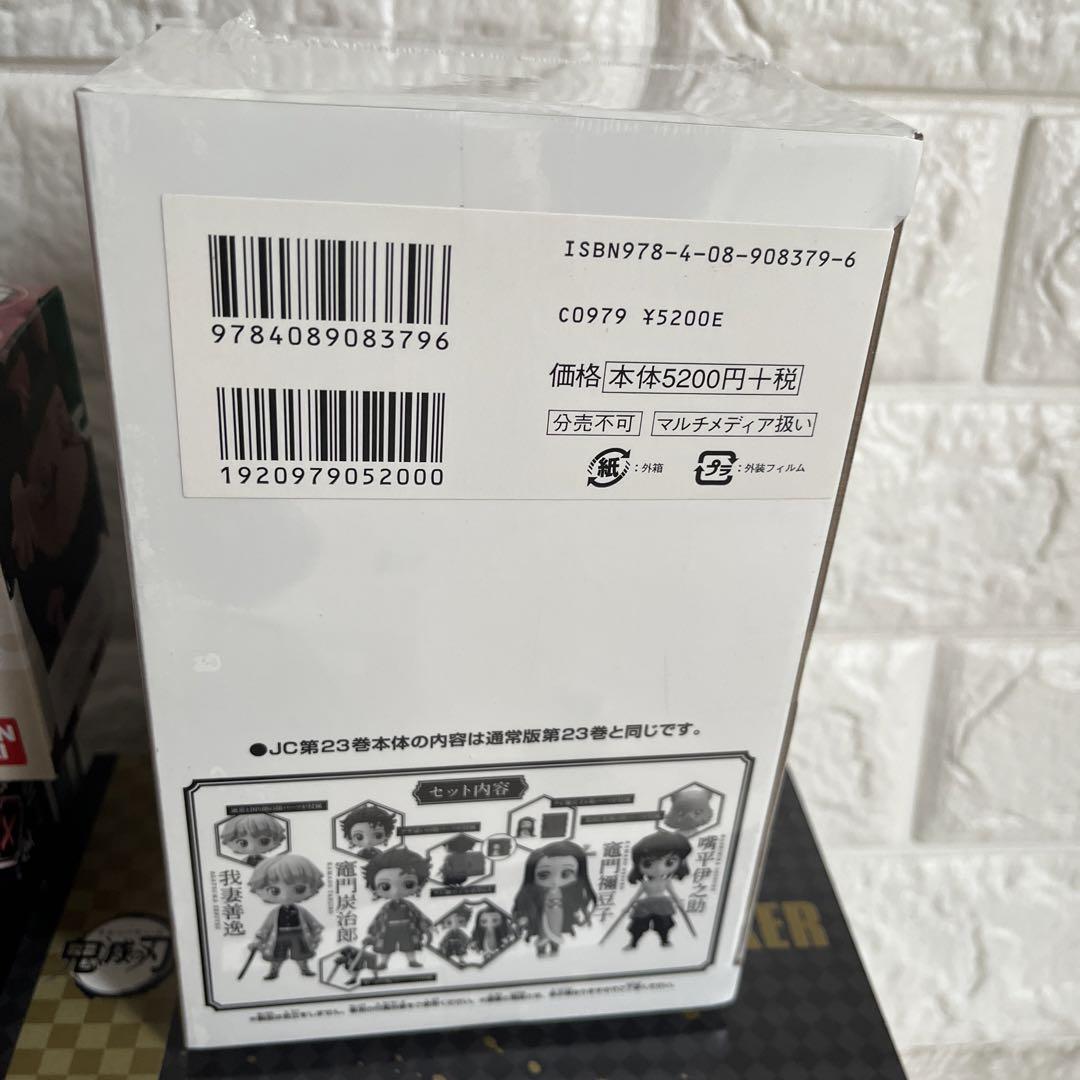 ISBN978-4-08-908379-6
9784089083796
C0979 ¥5200E
価格 本体5200円+税
分売不可 マルチメディア扱い
紙:外箱 プラ:外装フィルム
1920979052000
●JC第23巻本体の内容は通常版第23巻と同じです。
セット内容
我妻善逸
竈門炭治郎
KAMADO TANJIRO
竈門禰豆子
嘴平伊之助
鬼滅の刃